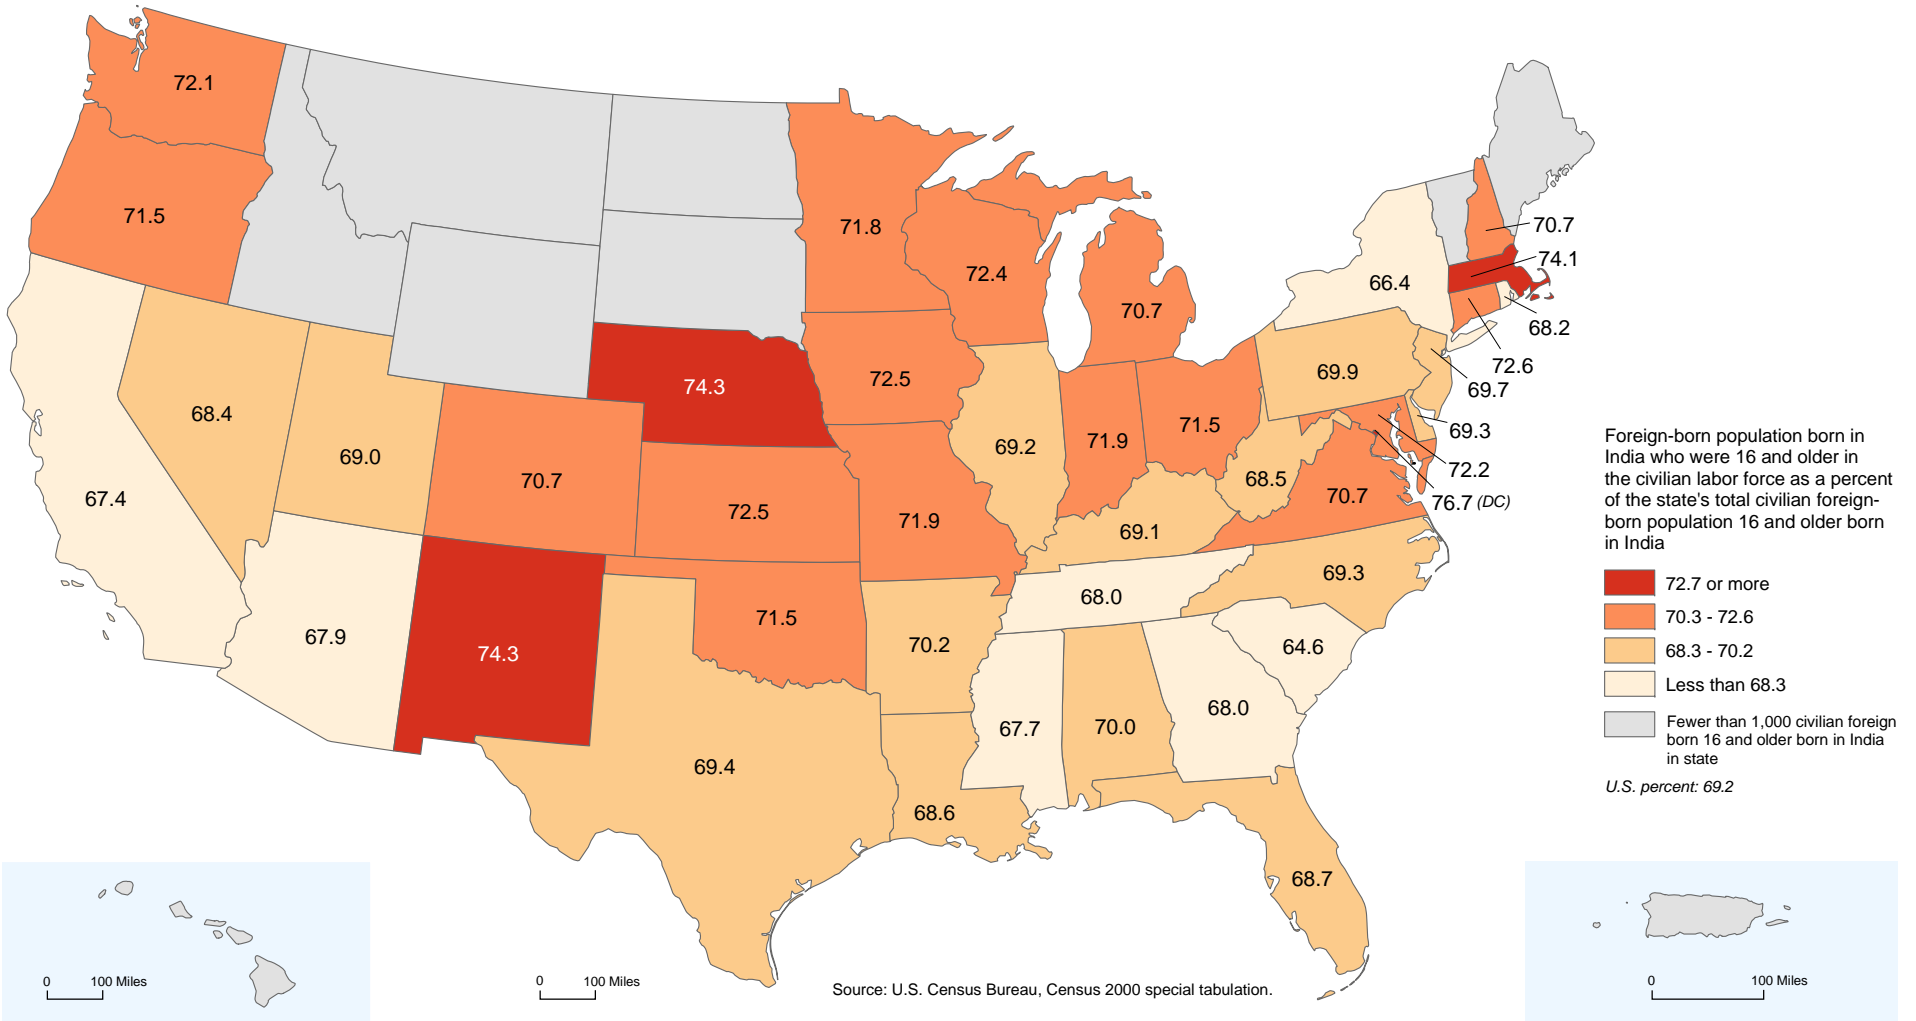 72.1
71.5
71.8
72.4
70.7
70.7
74.1
66.4
68.2
72.6
69.7
69.9
69.3
72.2
76.7 (DC)
74.3
72.5
68.4
69.0
70.7
69.2
71.9
71.5
68.5
70.7
67.4
72.5
71.9
69.1
69.3
68.0
67.9
74.3
71.5
70.2
64.6
67.7
70.0
68.0
69.4
68.6
68.7
Foreign-born population born in
India who were 16 and older in
the civilian labor force as a percent
of the state's total civilian foreign-
born population 16 and older born
in India
72.7 or more
70.3 - 72.6
68.3 - 70.2
Less than 68.3
Fewer than 1,000 civilian foreign
born 16 and older born in India
in state
U.S. percent: 69.2
0 100 Miles
0 100 Miles
0 100 Miles
Source: U.S. Census Bureau, Census 2000 special tabulation.